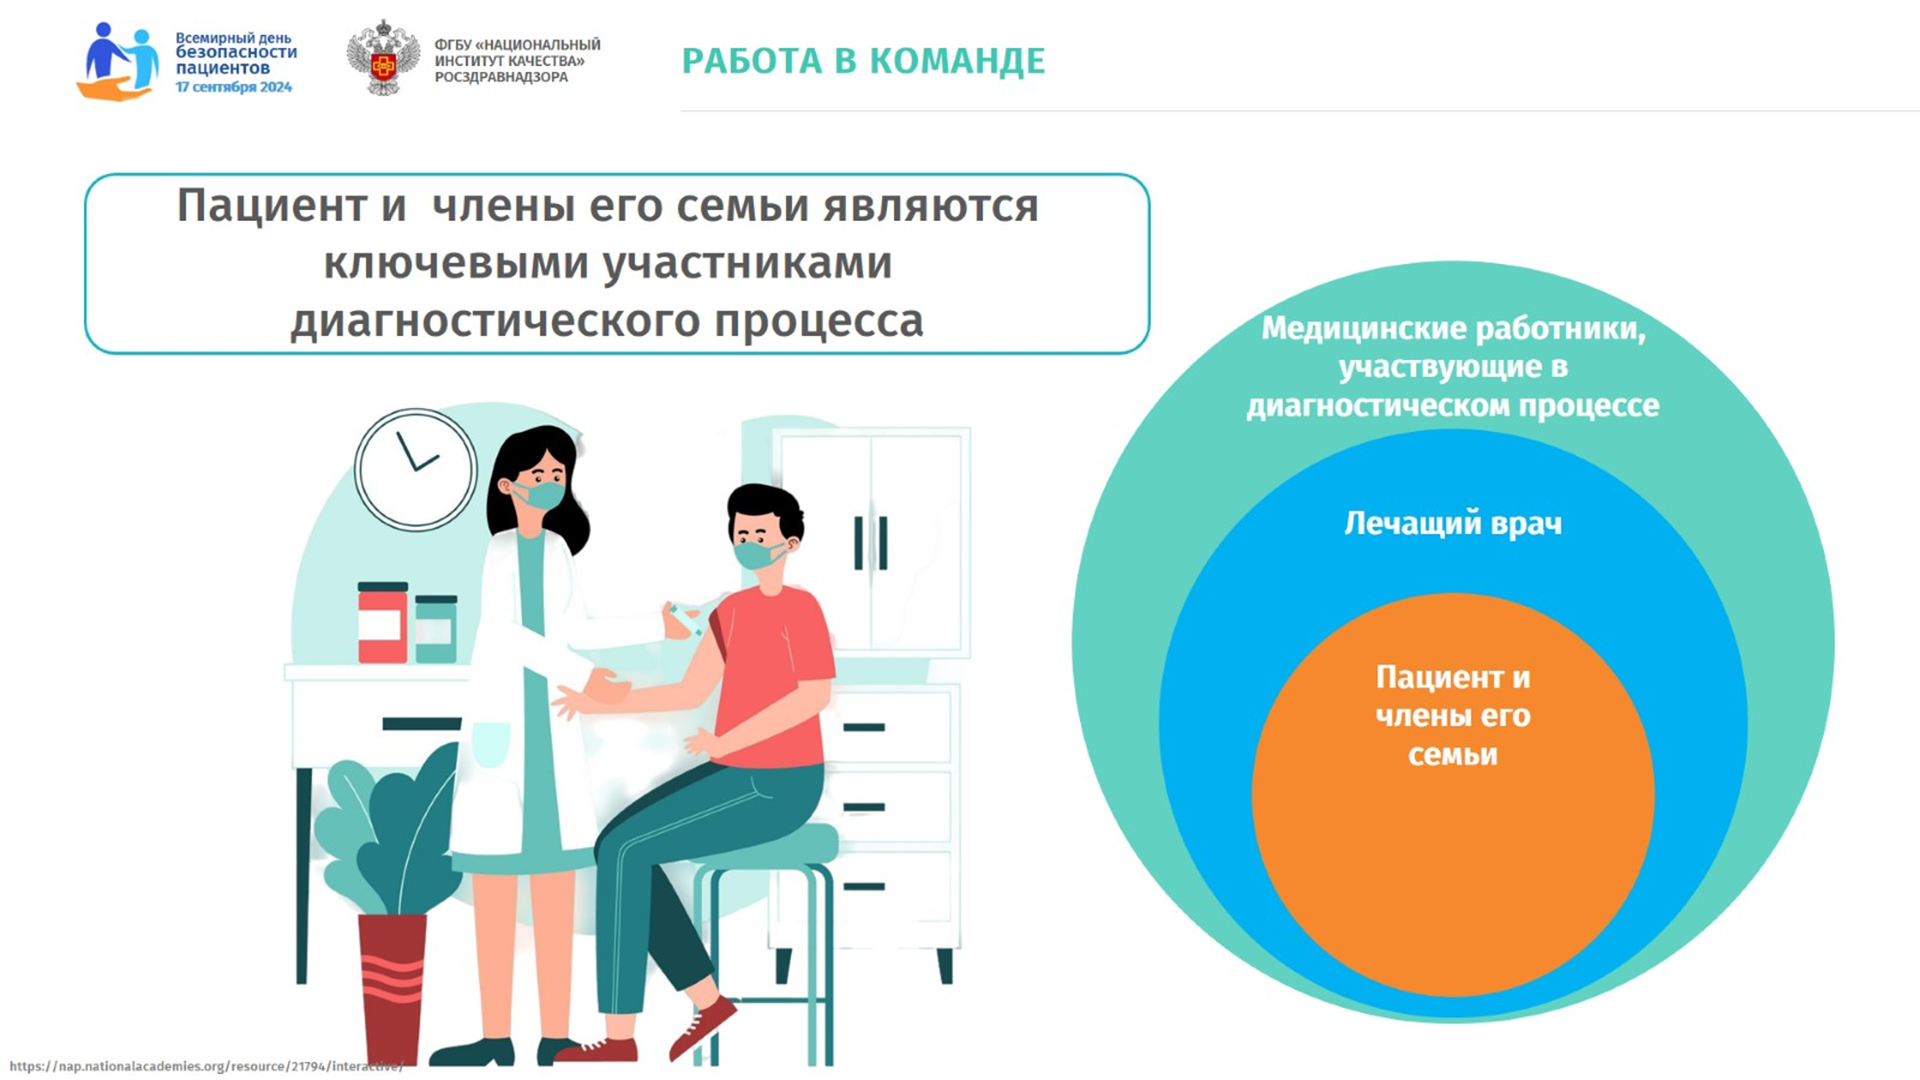 Всемирный день
безопасности
пациентов
17 сентября 2024
ФГБУ «НАЦИОНАЛЬНЫЙ
ИНСТИТУТ КАЧЕСТВА»
РОСЗДРАВНАДЗОРА
РАБОТА В КОМАНДЕ
Пациент и  члены его семьи являются
ключевыми участниками
диагностического процесса
Медицинские работники,
участвующие в
диагностическом процессе
Лечащий врач
Пациент и
члены его
семьи
https://nap.nationalacademies.org/resource/21794/interactive/